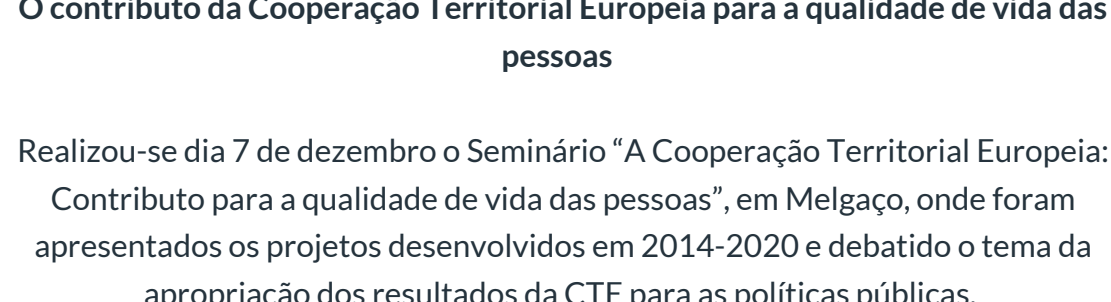 O contributo da Cooperação Territorial Europeia para a qualidade de vida das
pessoas
Realizou-se dia 7 de dezembro o Seminário “A Cooperação Territorial Europeia:
Contributo para a qualidade de vida das pessoas”, em Melgaço, onde foram
apresentados os projetos desenvolvidos em 2014-2020 e debatido o tema da
apropriação dos resultados da CTE para as políticas públicas.